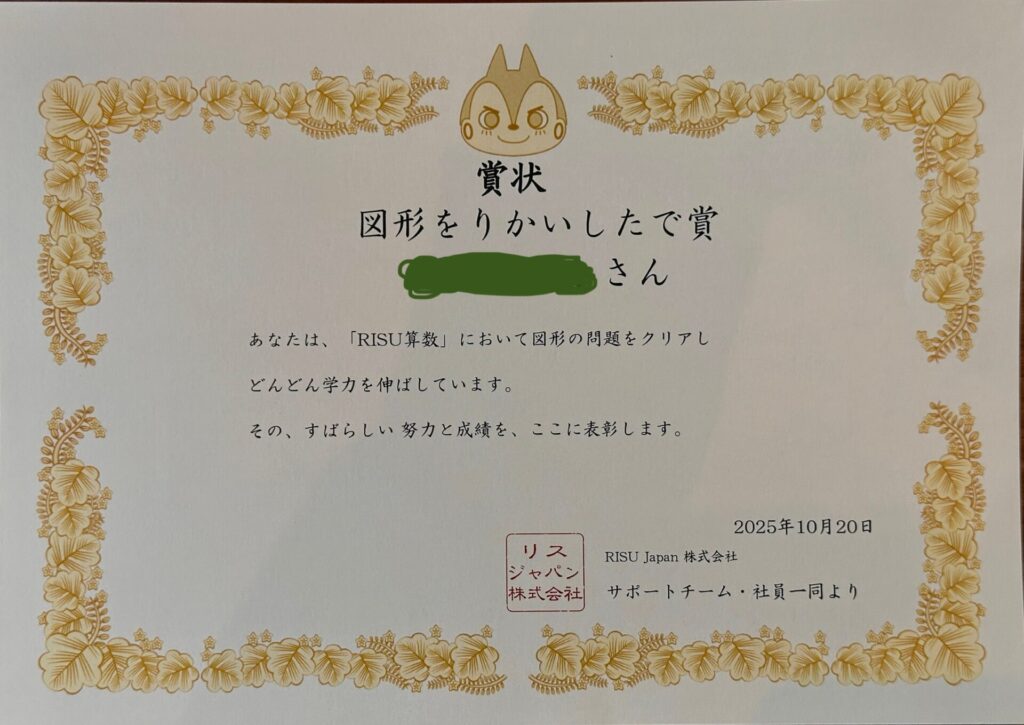 賞状
図形をりかいしたで賞
さん
あなたは、「RISU算数」において図形の問題をクリアし
どんどん学力を伸ばしています。
その、すばらしい 努力と成績を、ここに表彰します。
2025年10月20日
RISU Japan 株式会社
サポートチーム・社員一同より
リス
ジャパン
株式会社